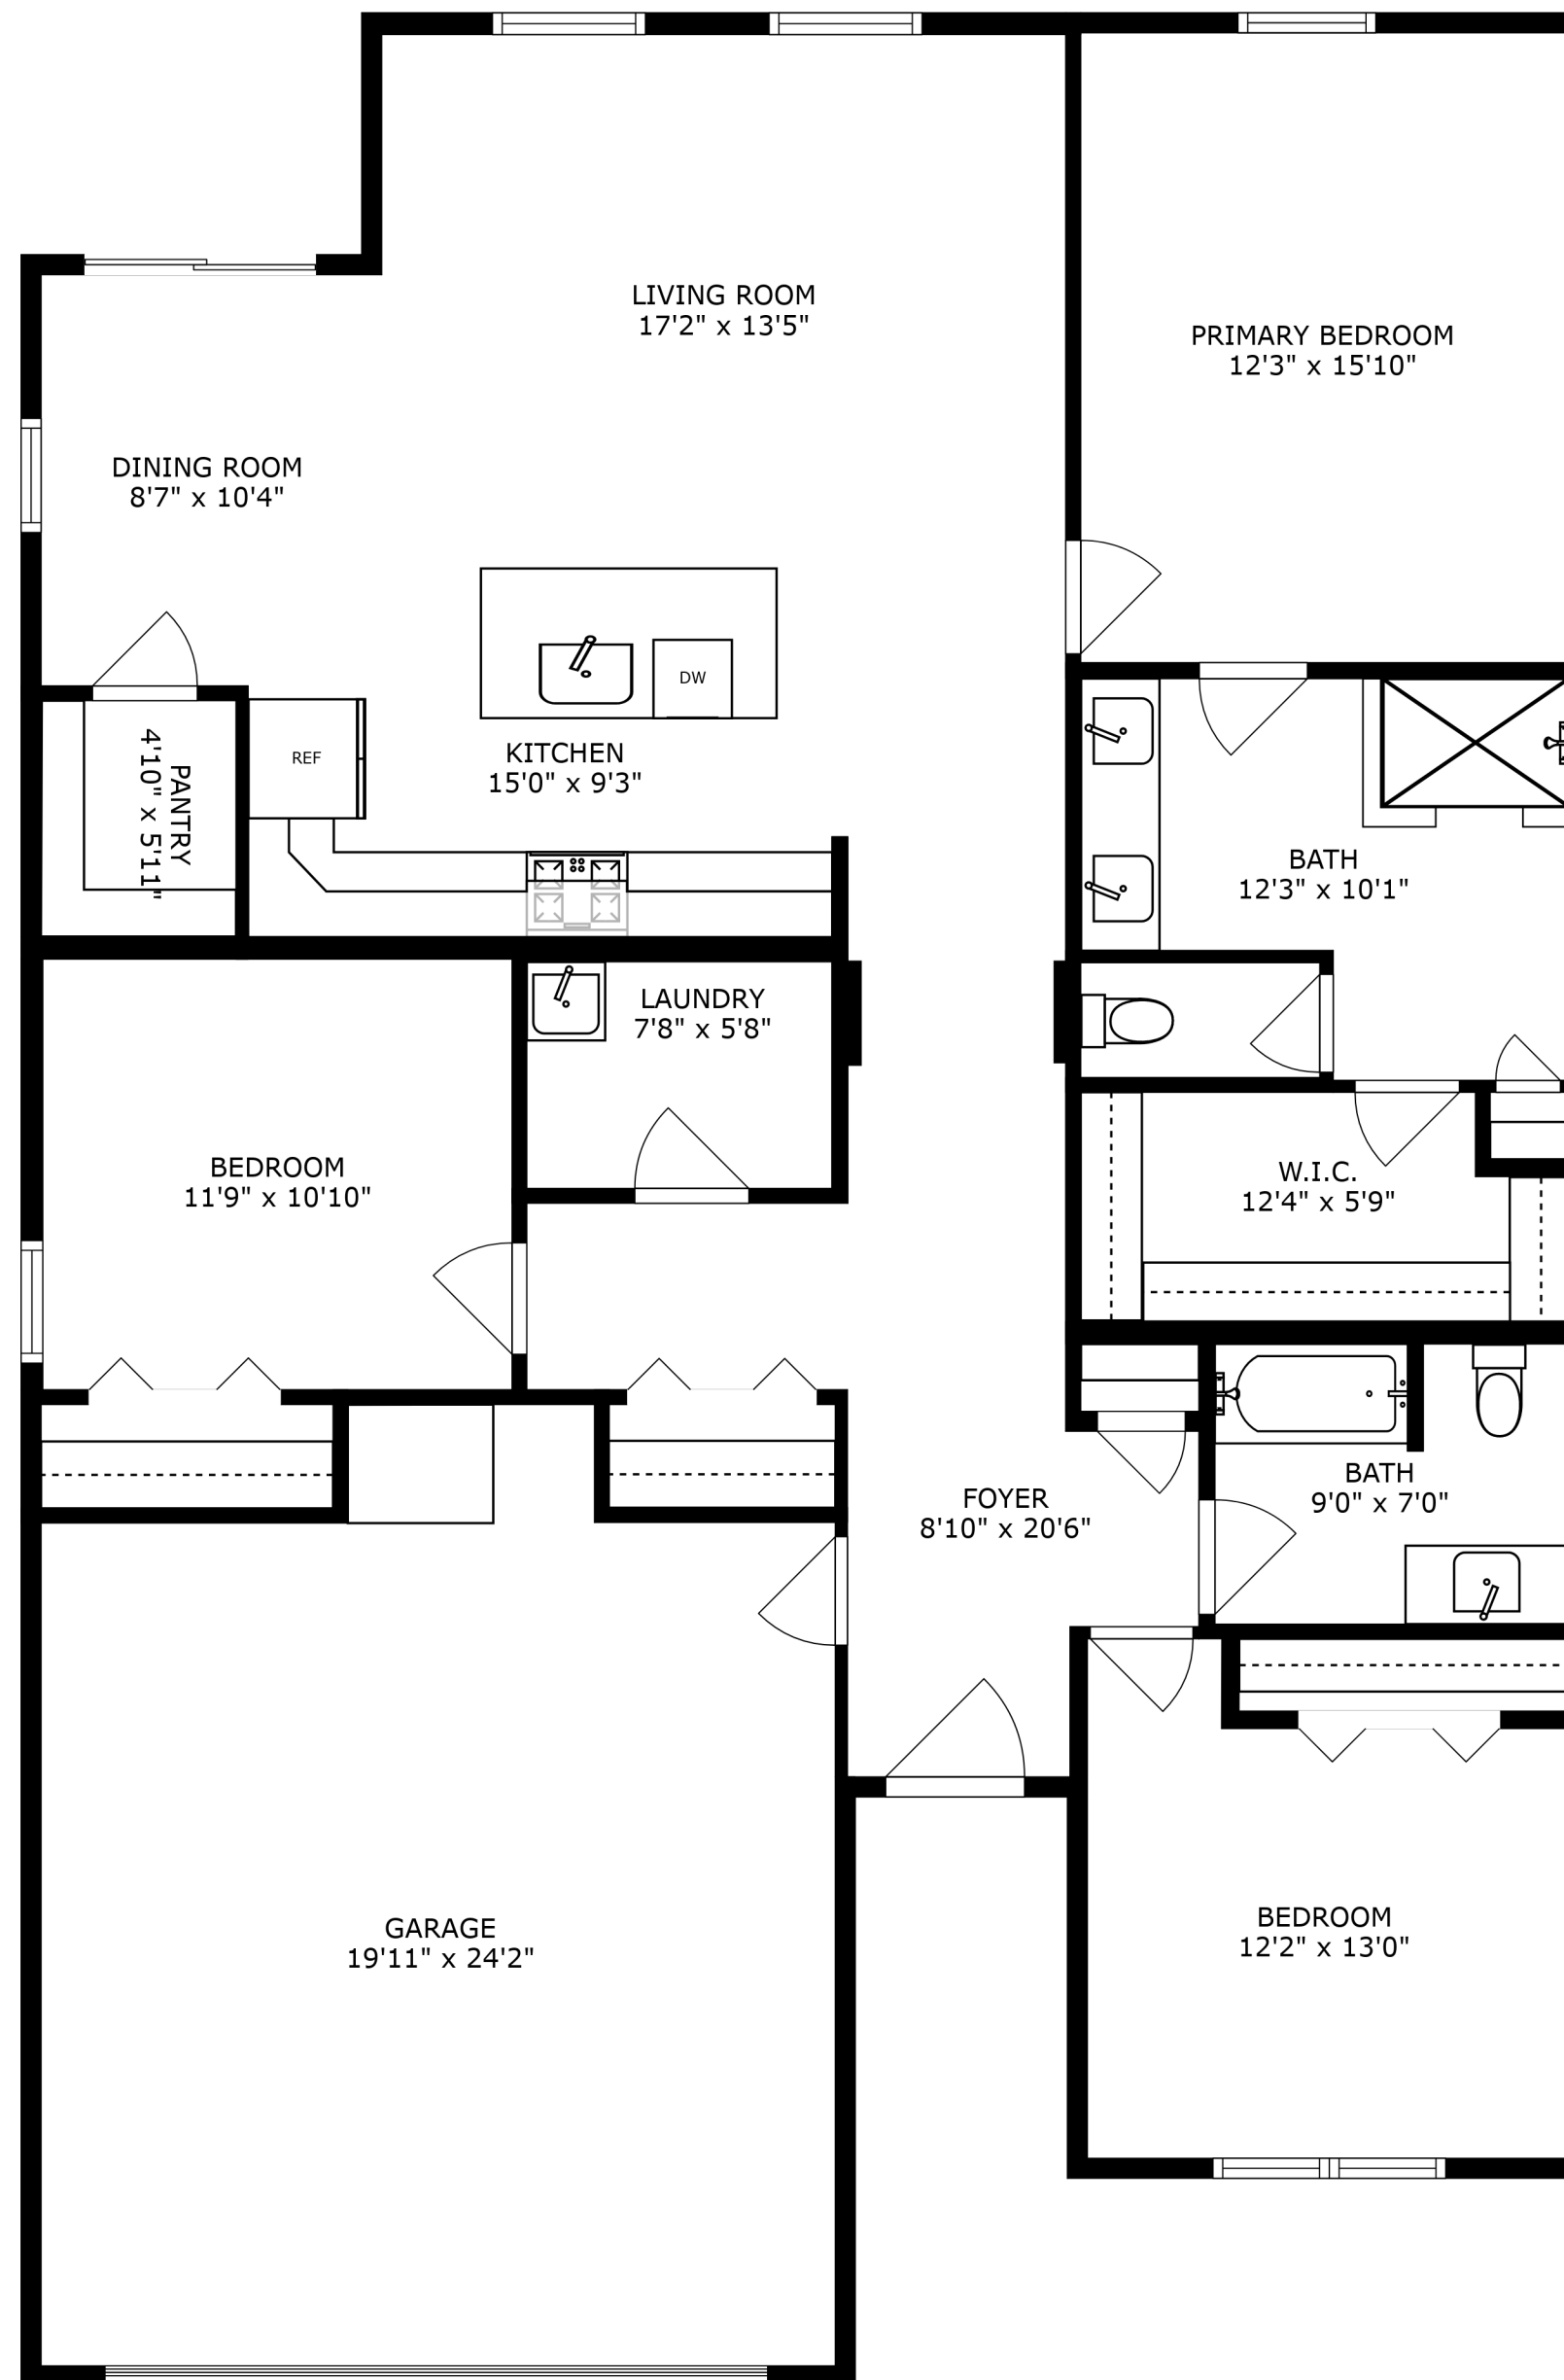 LIVING ROOM
17'2" x 13'5"
PRIMARY BEDROOM
12'3" x 15'10"
DINING ROOM
8'7" x 10'4"
DW
KITCHEN
15'0" x 9'3"
REF
PANTRY
4'10" x 5'11"
BATH
12'3" x 10'1"
LAUNDRY
7'8" x 5'8"
BEDROOM
11'9" x 10'10"
W.I.C.
12'4" x 5'9"
BATH
9'0" x 7'0"
FOYER
8'10" x 20'6"
BEDROOM
12'2" x 13'0"
GARAGE
19'11" x 24'2"